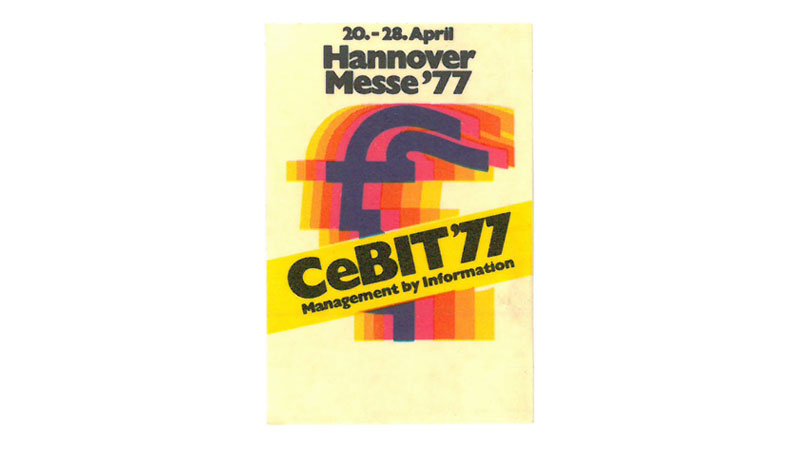 20.-28. April
Hannover
Messe '77
CeBIT '77
Management by Information